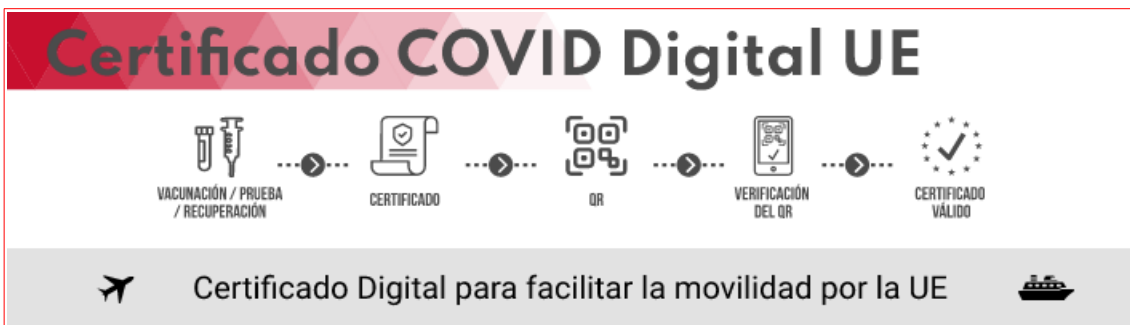 Certificado COVID Digital UE
VACUNACIÓN / PRUEBA
/ RECUPERACIÓN
CERTIFICADO
QR
VERIFICACIÓN
DEL QR
CERTIFICADO
VÁLIDO
Certificado Digital para facilitar la movilidad por la UE